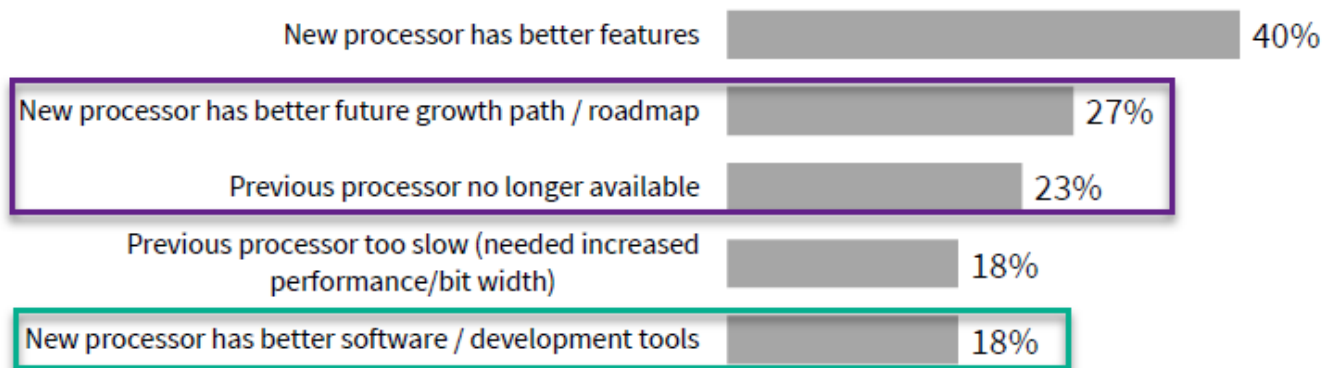 New processor has better features 40%
New processor has better future growth path / roadmap 27%
Previous processor no longer available 23%
Previous processor too slow (needed increased
performance/bit width) 18%
New processor has better software / development tools 18%